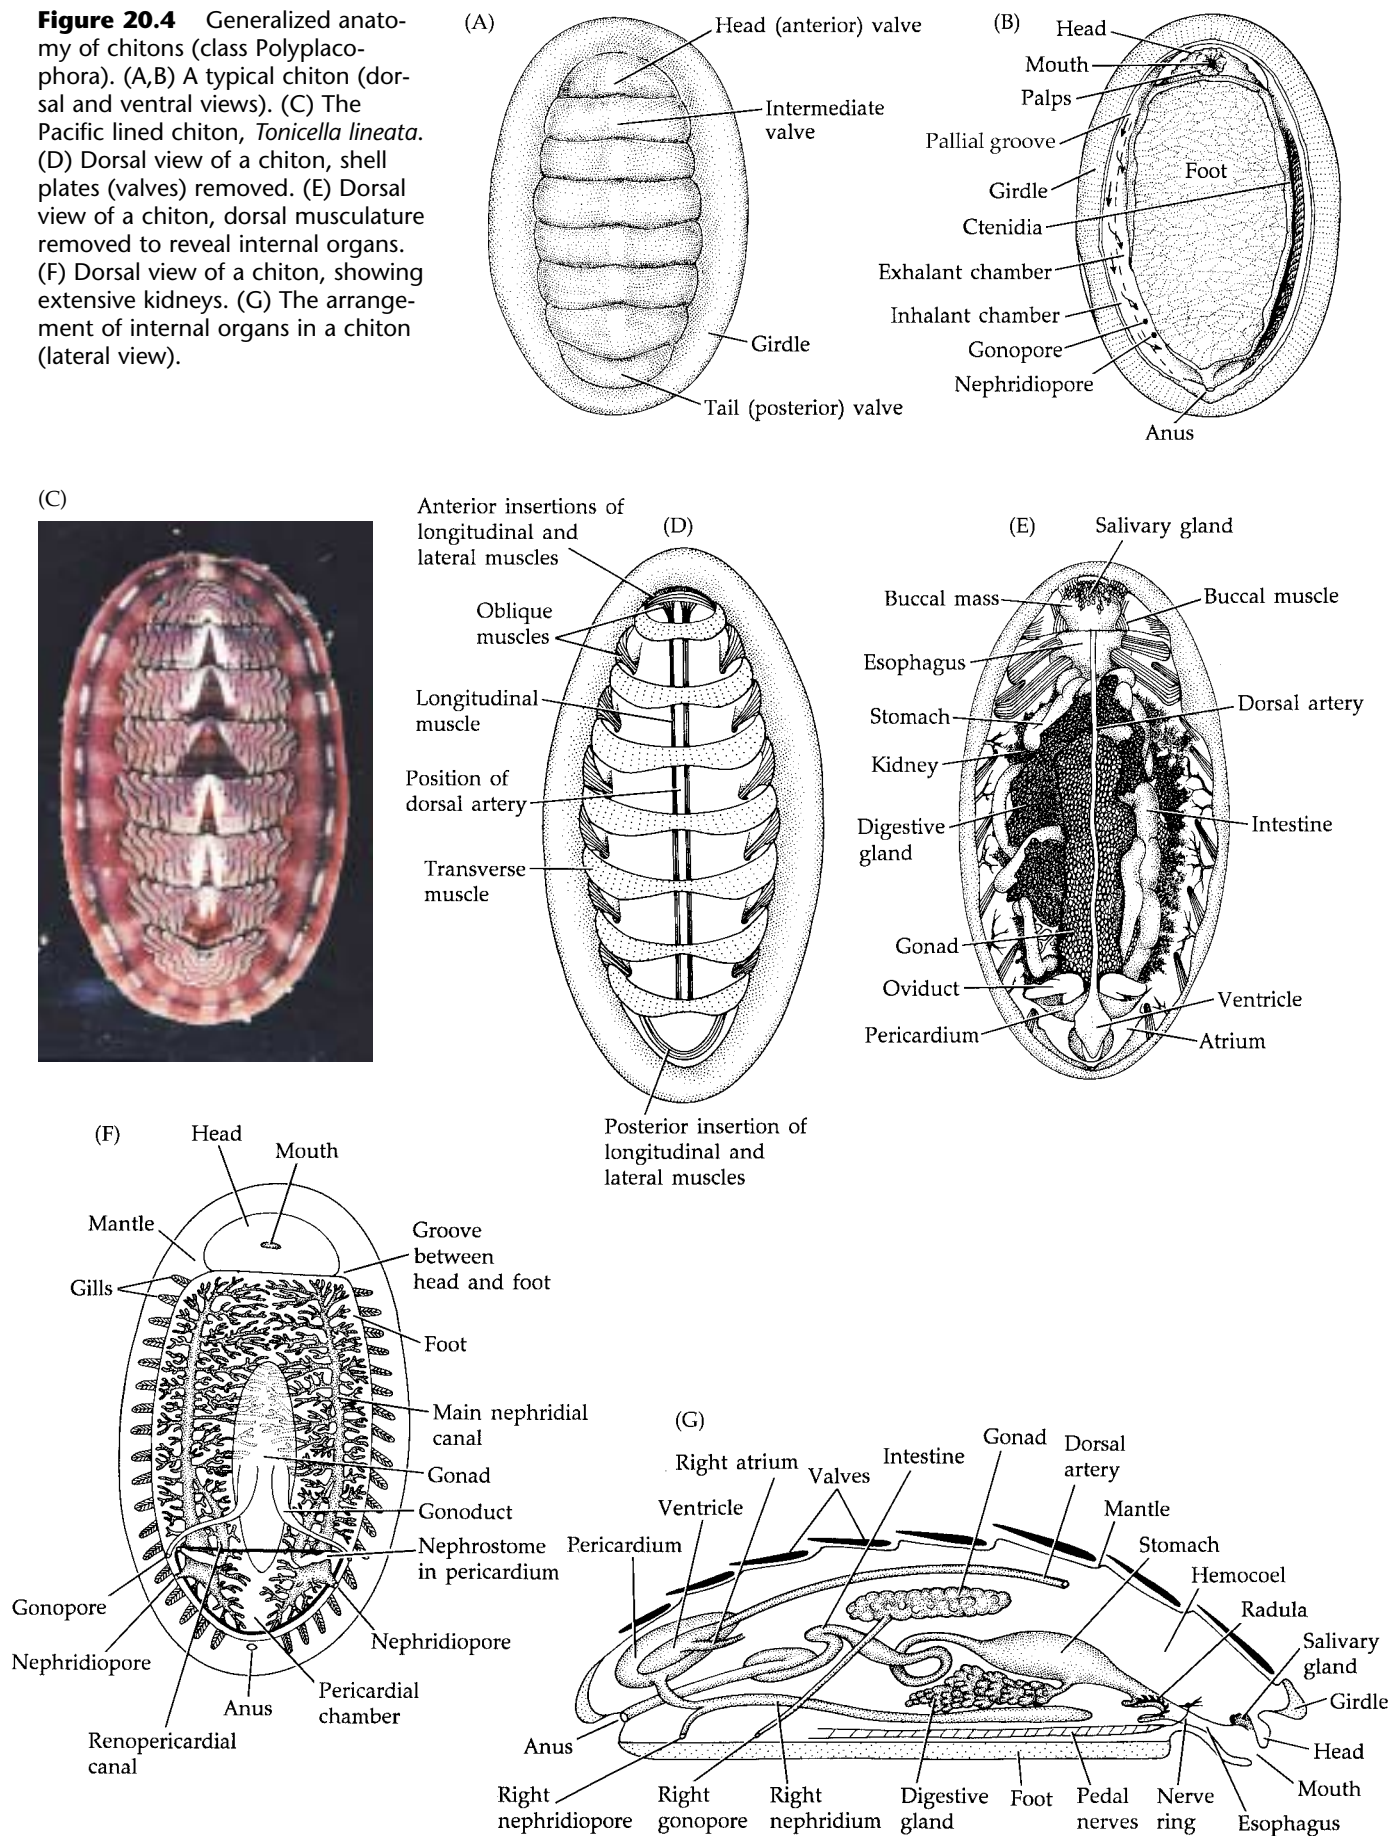 Figure 20.4 Generalized anato-
my of chitons (class Polyplaco-
phora). (A,B) A typical chiton (dor-
sal and ventral views). (C) The
Pacific lined chiton, Tonicella lineata.
(D) Dorsal view of a chiton, shell
plates (valves) removed. (E) Dorsal
view of a chiton, dorsal musculature
removed to reveal internal organs.
(F) Dorsal view of a chiton, showing
extensive kidneys. (G) The arrange-
ment of internal organs in a chiton
(lateral view).
(A)
Head (anterior) valve
Intermediate
valve
Girdle
Tail (posterior) valve
(B)
Head
Mouth
Palps
Pallial groove
Girdle
Foot
Ctenidia
Exhalant chamber
Inhalant chamber
Gonopore
Nephridiopore
Anus
(C)
(D)
Anterior insertions of
longitudinal and
lateral muscles
Oblique
muscles
Longitudinal
muscle
Position of
dorsal artery
Transverse
muscle
Posterior insertion of
longitudinal and
lateral muscles
(E)
Salivary gland
Buccal mass
Buccal muscle
Esophagus
Stomach
Dorsal artery
Kidney
Digestive
gland
Intestine
Gonad
Oviduct
Ventricle
Pericardium
Atrium
(F)
Head
Mouth
Mantle
Groove
between
head and foot
Gills
Foot
Main nephridial
canal
Gonad
Gonoduct
Nephrostome
in pericardium
Gonopore
Nephridiopore
Nephridiopore
Anus
Pericardial
chamber
Renopericardial
canal
(G)
Right atrium
Valves
Intestine
Gonad
Dorsal
artery
Ventricle
Mantle
Pericardium
Stomach
Hemocoel
Radula
Salivary
gland
Girdle
Anus
Head
Mouth
Right
nephridiopore
Right
gonopore
Right
nephridium
Digestive
gland
Foot
Pedal
nerves
Nerve
ring
Esophagus